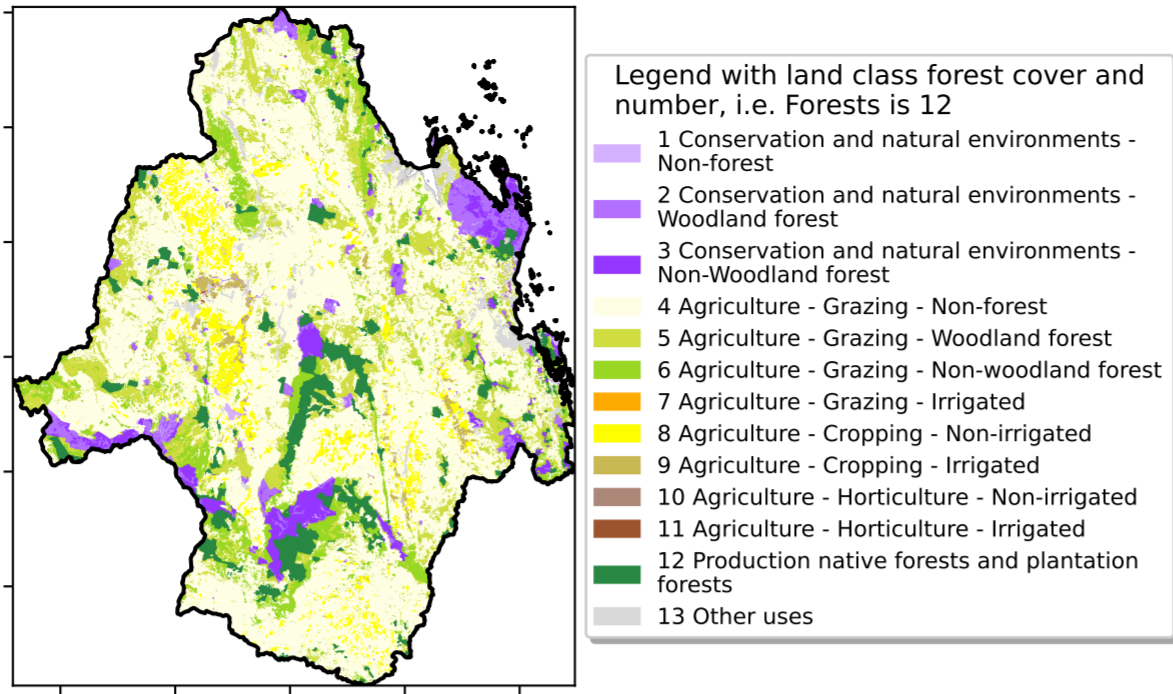 Legend with land class forest cover and
number, i.e. Forests is 12
1 Conservation and natural environments -
Non-forest
2 Conservation and natural environments -
Woodland forest
3 Conservation and natural environments -
Non-Woodland forest
4 Agriculture - Grazing - Non-forest
5 Agriculture - Grazing - Woodland forest
6 Agriculture - Grazing - Non-woodland forest
7 Agriculture - Grazing - Irrigated
8 Agriculture - Cropping - Non-irrigated
9 Agriculture - Cropping - Irrigated
10 Agriculture - Horticulture - Non-irrigated
11 Agriculture - Horticulture - Irrigated
12 Production native forests and plantation
forests
13 Other uses